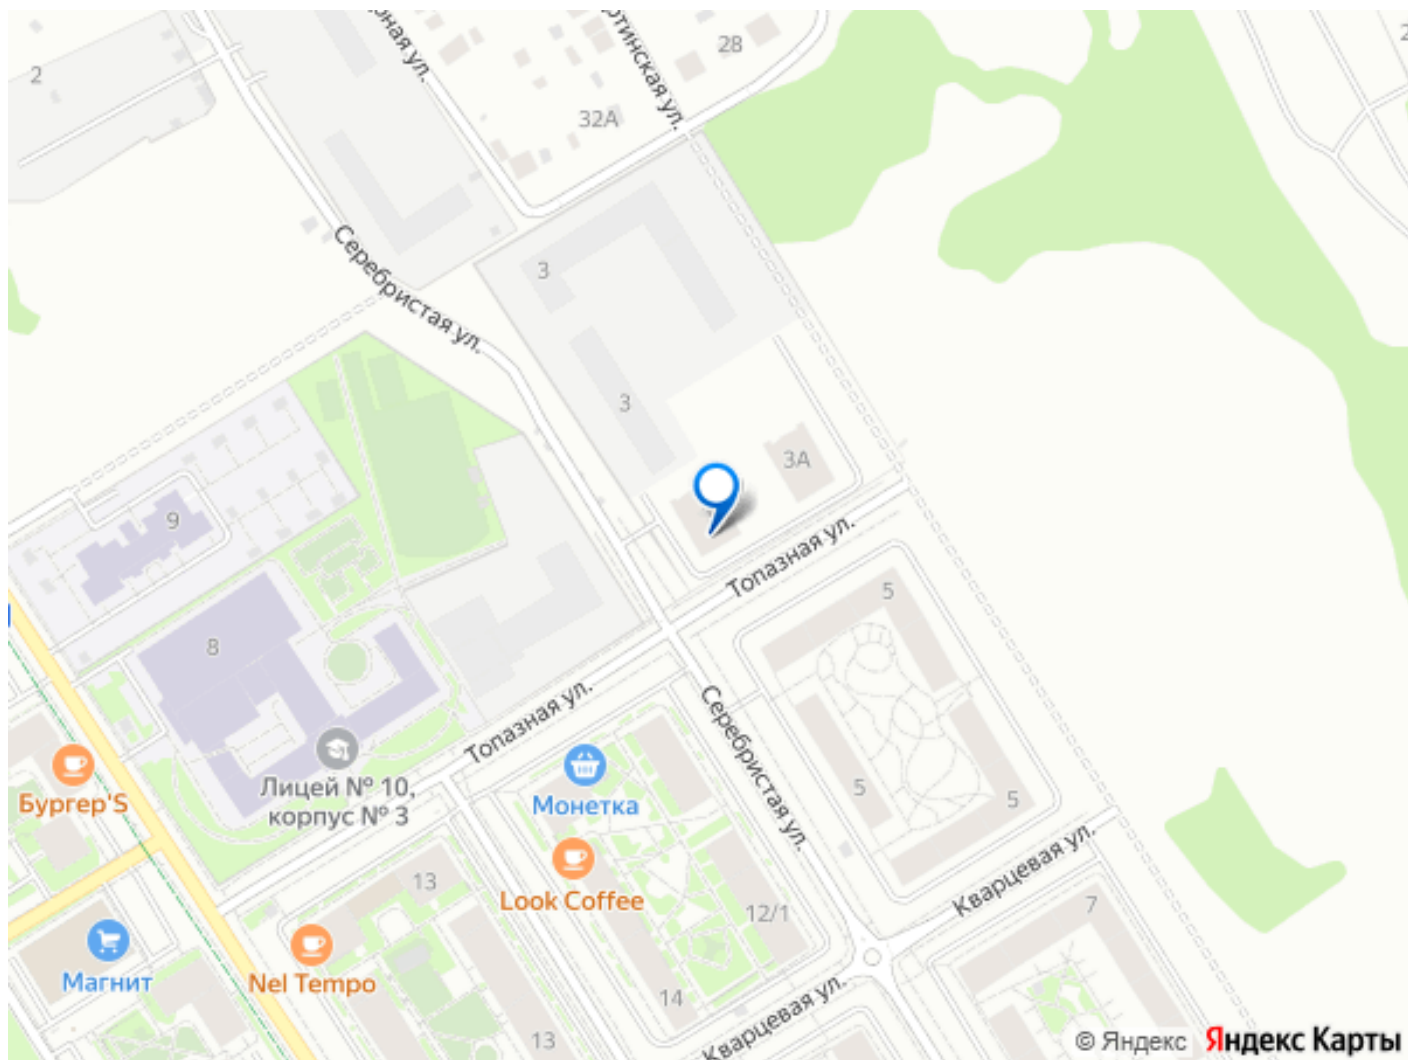 2
28
2
32А
Серебристая ул.
3
3
3А
9
8
Топазная ул.
5
Топазная ул.
Серебристая ул.
Лицей № 10,
корпус № 3
Бургер'S
Монетка
5
5
Look Coffee
13
12/1
Кварцевая ул.
7
Магнит
Nel Tempo
14
13
Кварцевая ул.
© Яндекс Яндекс Карты